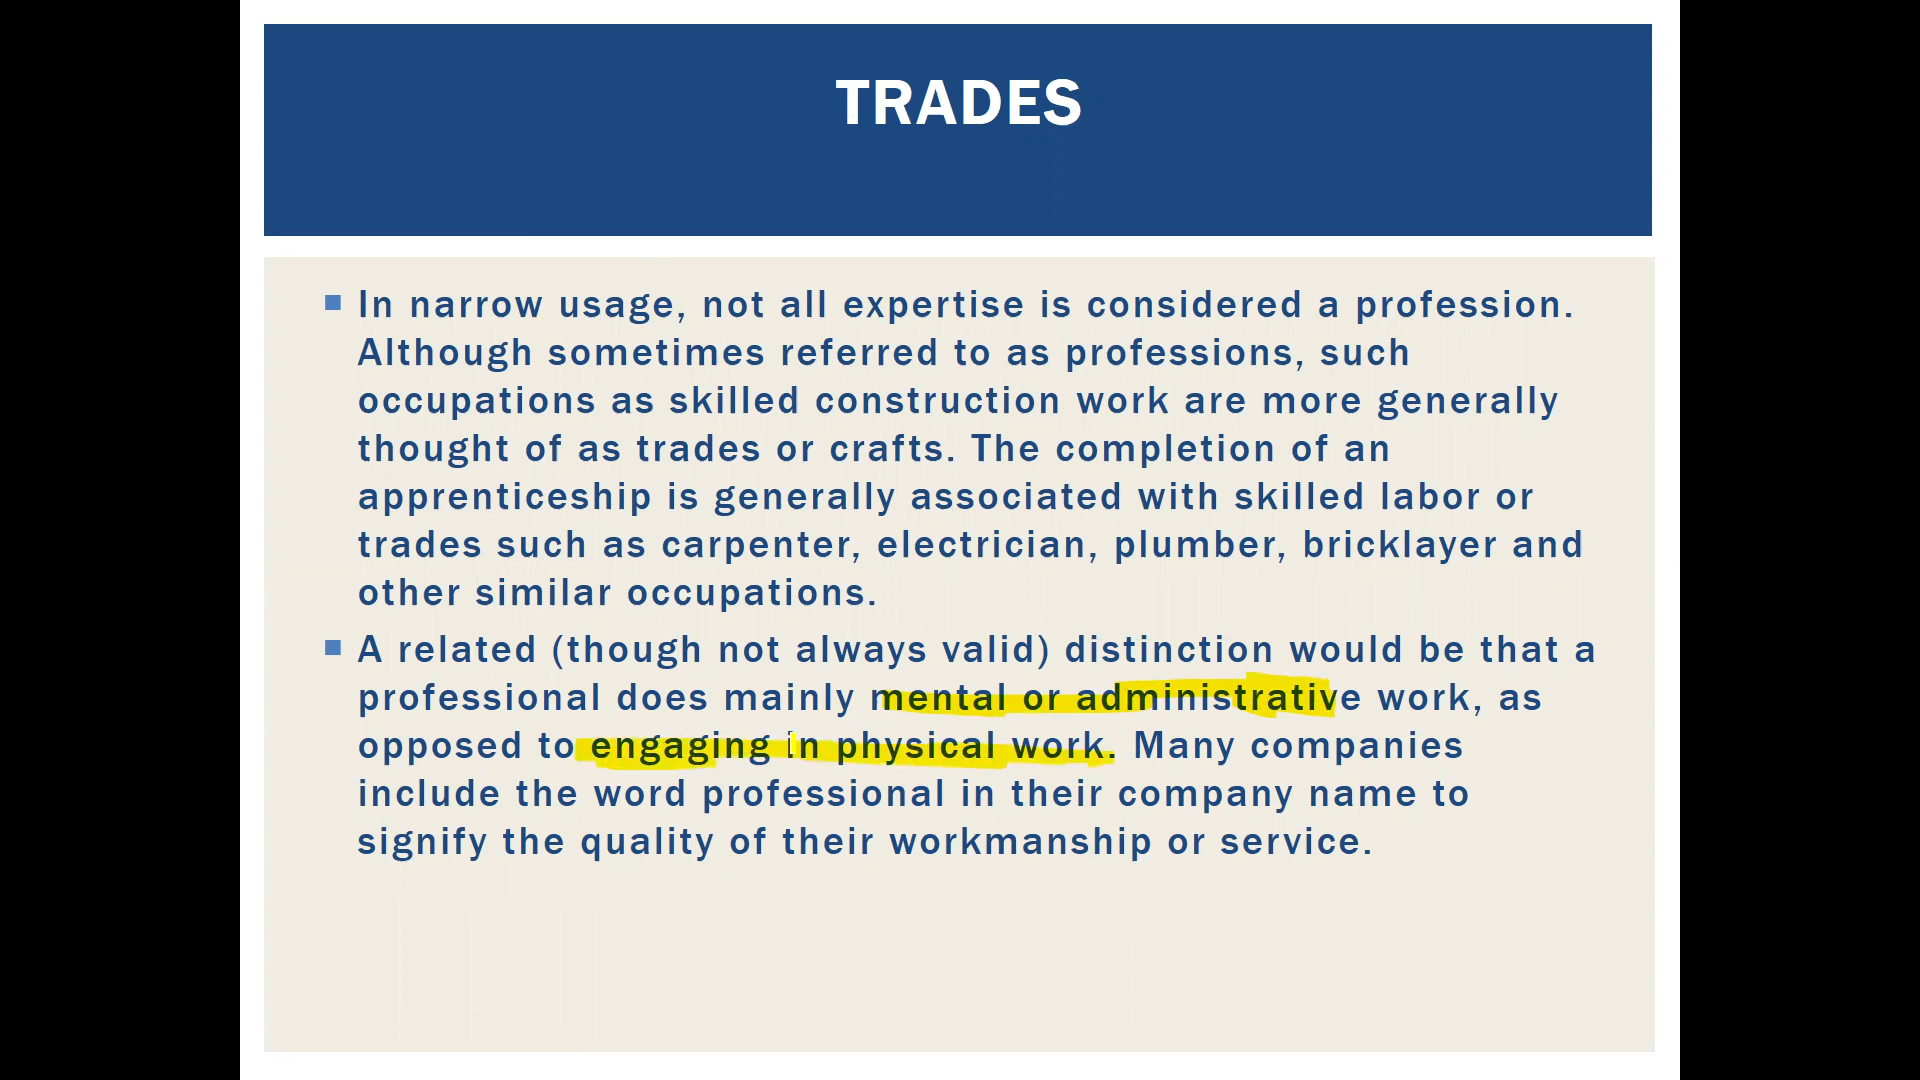 TRADES
In narrow usage, not all expertise is considered a profession.
Although sometimes referred to as professions, such
occupations as skilled construction work are more generally
thought of as trades or crafts. The completion of an
apprenticeship is generally associated with skilled labor or
trades such as carpenter, electrician, plumber, bricklayer and
other similar occupations.
A related (though not always valid) distinction would be that a
professional does mainly mental or administrative work, as
opposed to engaging in physical work. Many companies
include the word professional in their company name to
signify the quality of their workmanship or service.